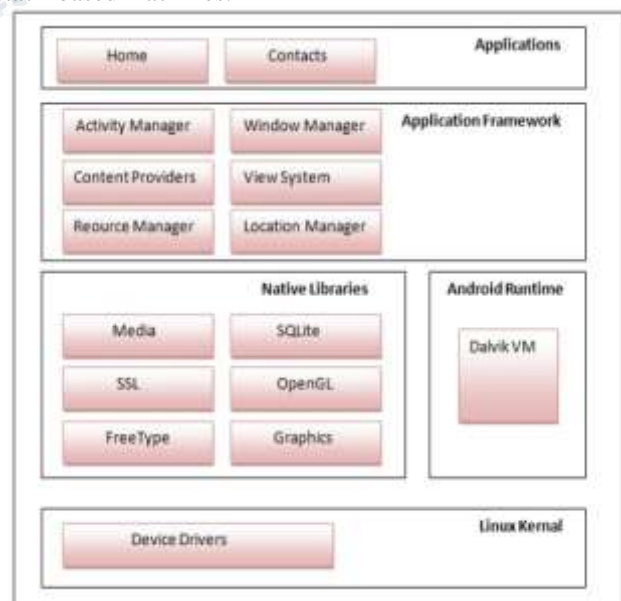 Home Contacts Applications
Activity Manager Window Manager Application Framework
Content Providers View System
Reource Manager Location Manager
Native Libraries
Media SQLite
SSL OpenGL
FreeType Graphics
Android Runtime
Dalvik VM
Linux Kernel
Device Drivers